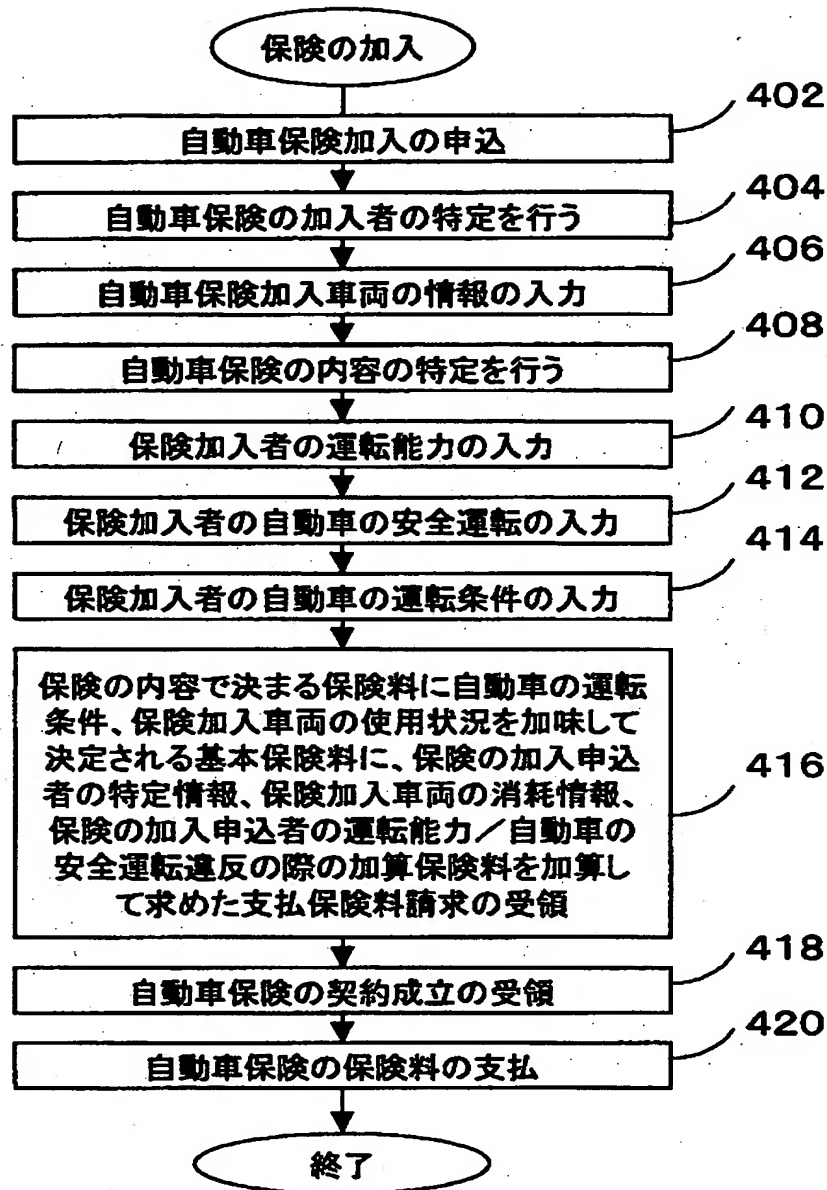 保険の加入
402
自動車保険加入の申込
404
自動車保険の加入者の特定を行う
406
自動車保険加入車両の情報の入力
408
自動車保険の内容の特定を行う
410
保険加入者の運転能力の入力
412
保険加入者の自動車の安全運転の入力
414
保険加入者の自動車の運転条件の入力
保険の内容で決まる保険料に自動車の運転
条件、保険加入車両の使用状況を加味して
決定される基本保険料に、保険の加入申込
者の特定情報、保険加入車両の消耗情報、
保険の加入申込者の運転能力／自動車の
安全運転違反の際の加算保険料を加算し
て求めた支払保険料請求の受領
416
418
自動車保険の契約成立の受領
420
自動車保険の保険料の支払
終了